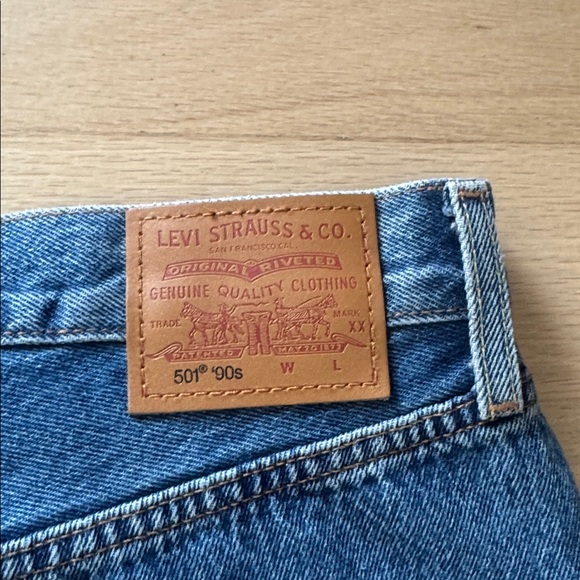 LEVI STRAUSS & CO.
SAN FRANCISCO, CAL.
ORIGINAL RIVETED
GENUINE QUALITY CLOTHING
TRADE MARK
XX
PATENTED MAY 20 1873
501® '90s W L